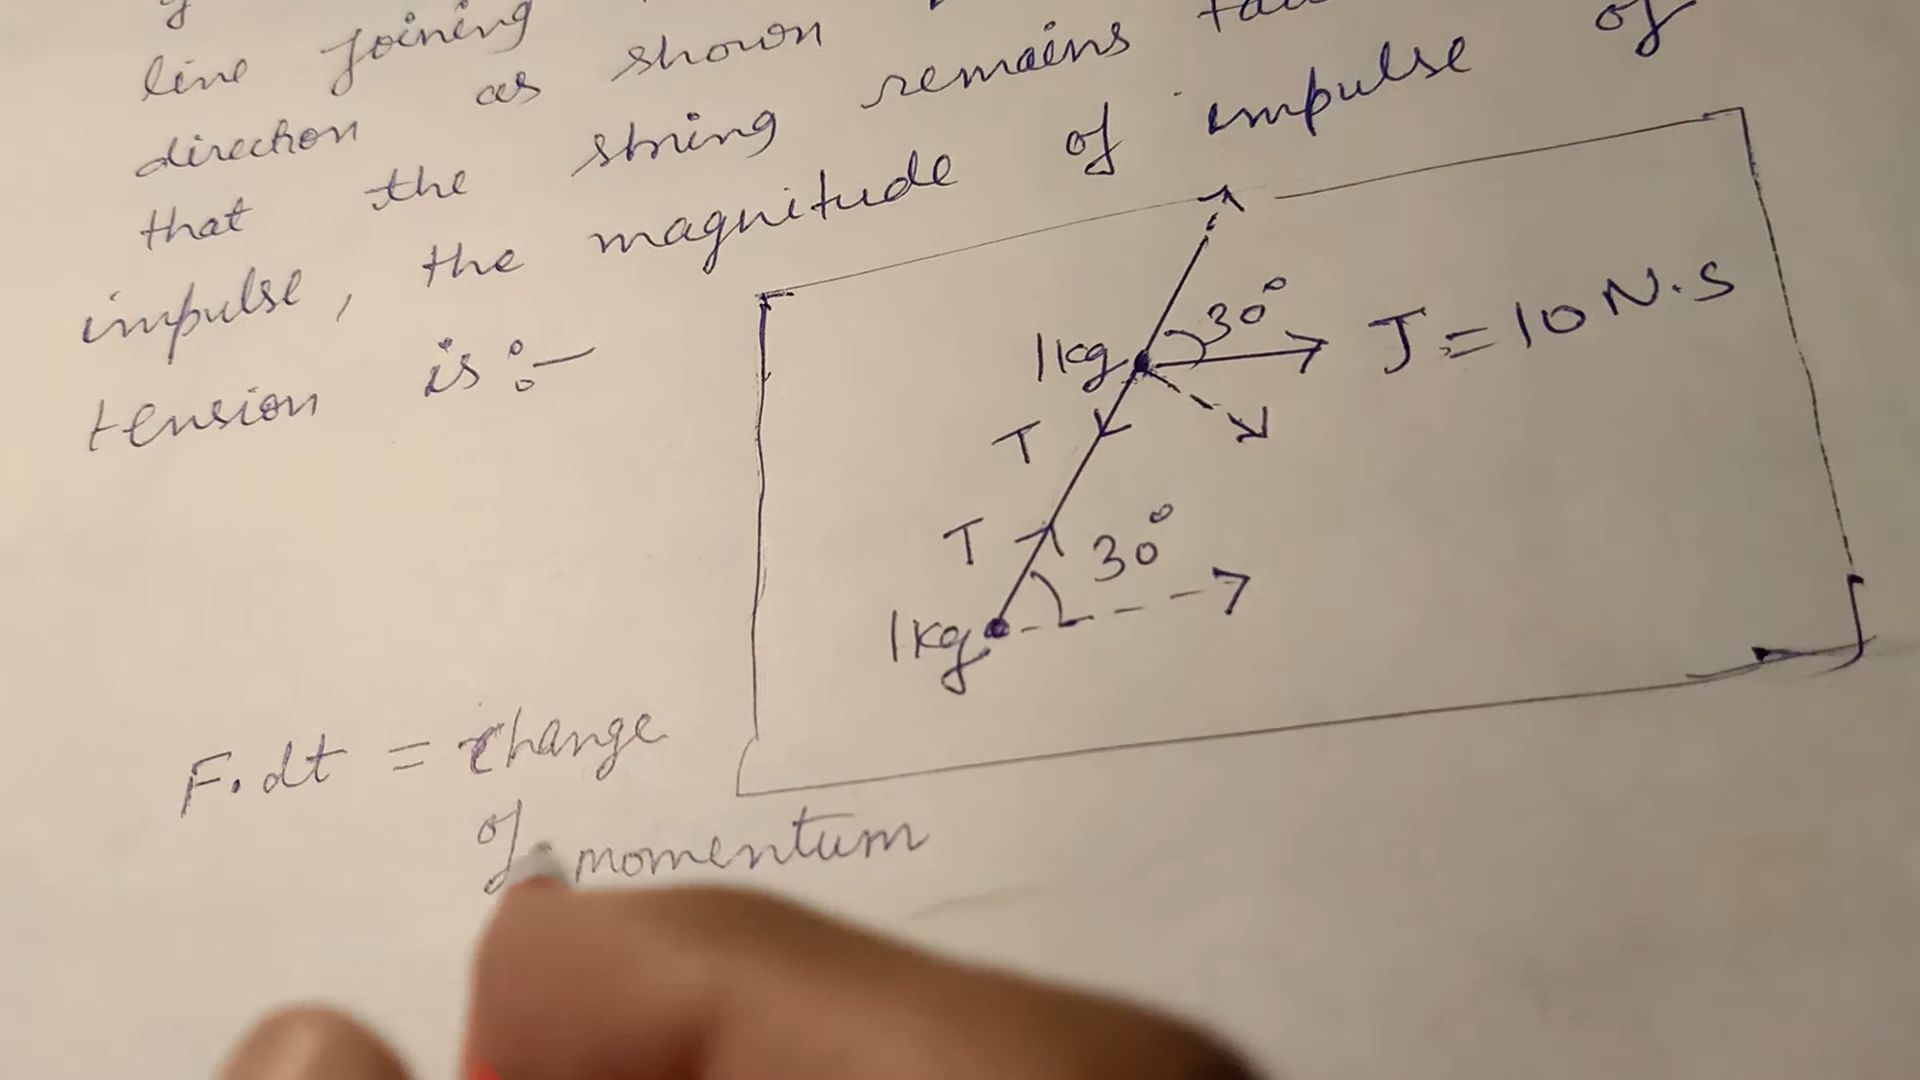 line joining
direction as shown
that the string remains
impulse, the magnitude of impulse of
tension is :-
30°
1kg
J = 10 N.S
T
T
30°
1kg
F.dt = change
of momentum